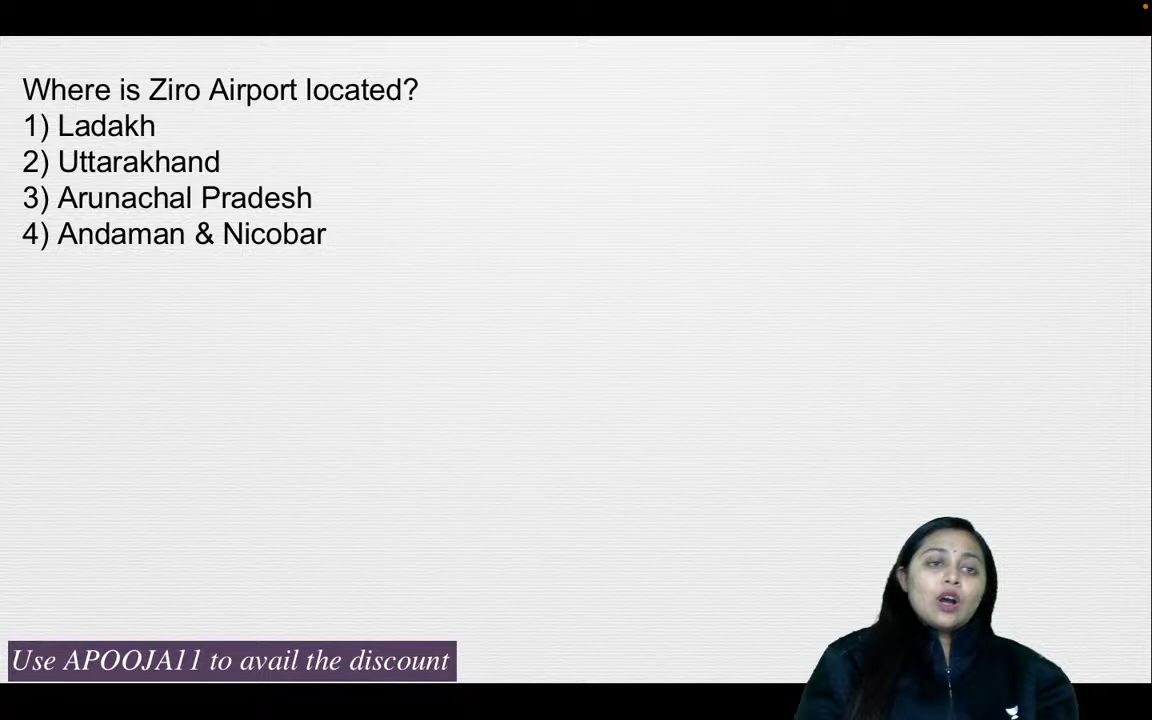 Where is Ziro Airport located?
1) Ladakh
2) Uttarakhand
3) Arunachal Pradesh
4) Andaman & Nicobar
Use APOOJA11 to avail the discount